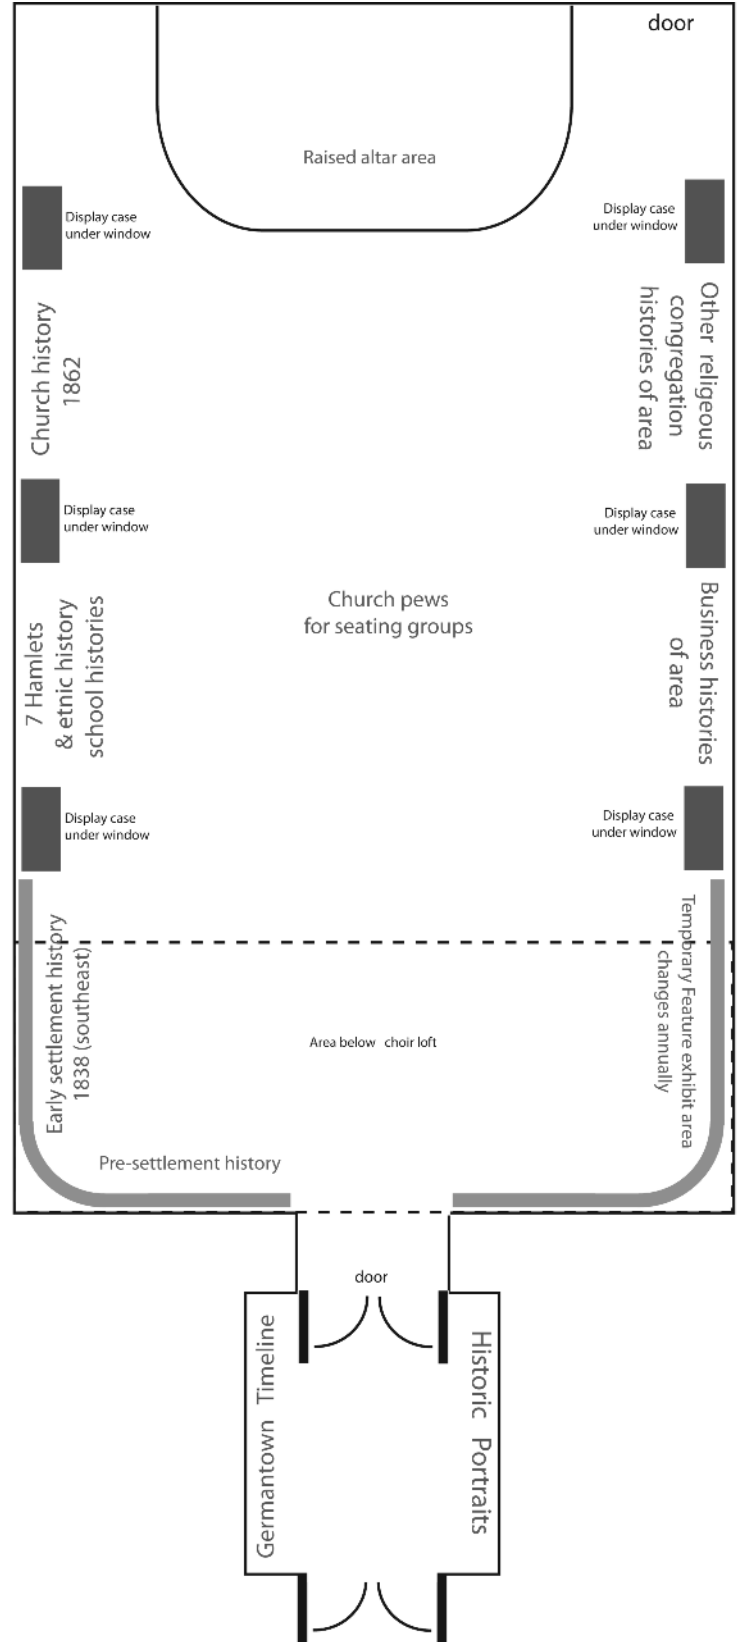 door
Raised altar area
Display case
under window
Display case
under window
Church history
1862
Other religeous
congregation
histories of area
Display case
under window
Display case
under window
Church pews
for seating groups
7 Hamlets
& etnic history
school histories
Business histories
of area
Display case
under window
Display case
under window
Early settlement history
1838 (southeast)
Temporary Feature exhibit area
changes annually
Area below choir loft
Pre-settlement history
door
Germantown Timeline
Historic Portraits